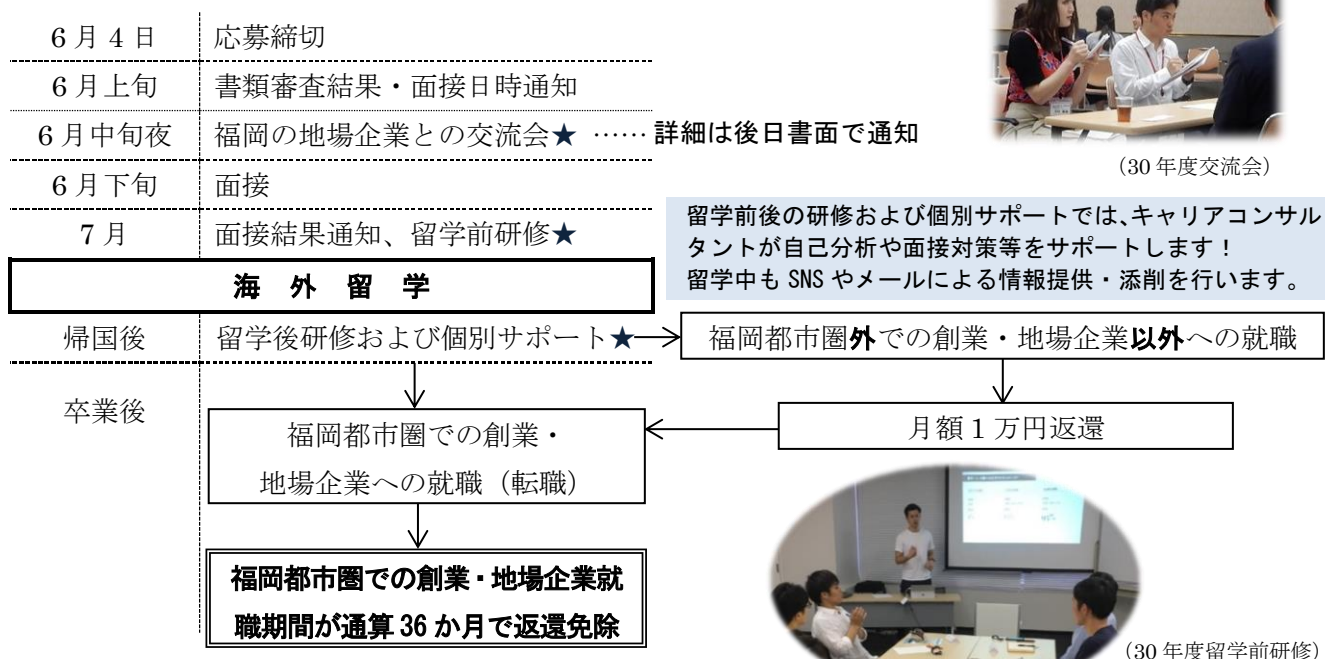 6月4日 応募締切
6月上旬 書類審査結果・面接日時通知
6月中旬夜 福岡の地場企業との交流会★ …… 詳細は後日書面で通知
(30年度交流会)
6月下旬 面接
7月 面接結果通知、留学前研修★
留学前後の研修および個別サポートでは、キャリアコンサル
タントが自己分析や面接対策等をサポートします！
留学中も SNS やメールによる情報提供・添削を行います。
海 外 留 学
帰国後 留学後研修および個別サポート★
福岡都市圏外での創業・地場企業以外への就職
卒業後
月額1万円返還
福岡都市圏での創業・
地場企業への就職（転職）
福岡都市圏での創業・地場企業就
職期間が通算 36 か月で返還免除
(30年度留学前研修)